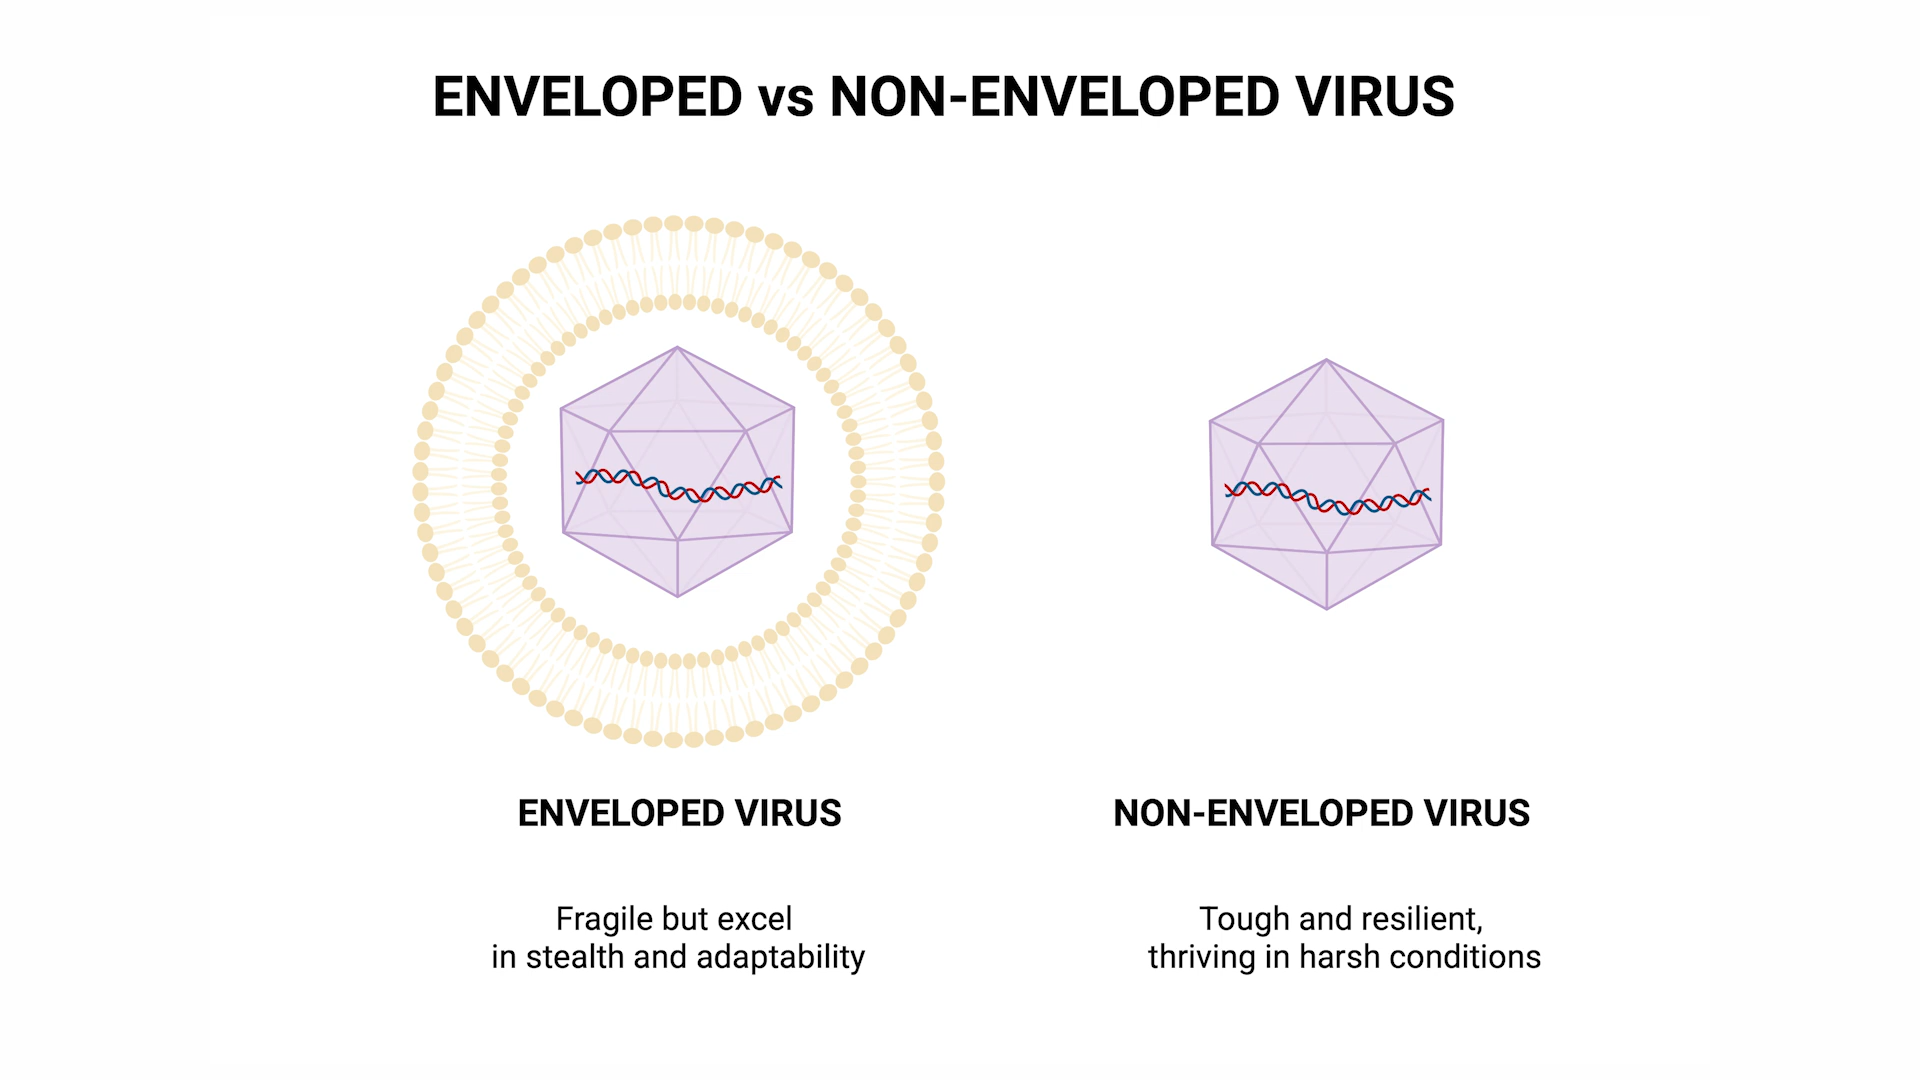 ENVELOPED vs NON-ENVELOPED VIRUS
ENVELOPED VIRUS
Fragile but excel
in stealth and adaptability
NON-ENVELOPED VIRUS
Tough and resilient,
thriving in harsh conditions